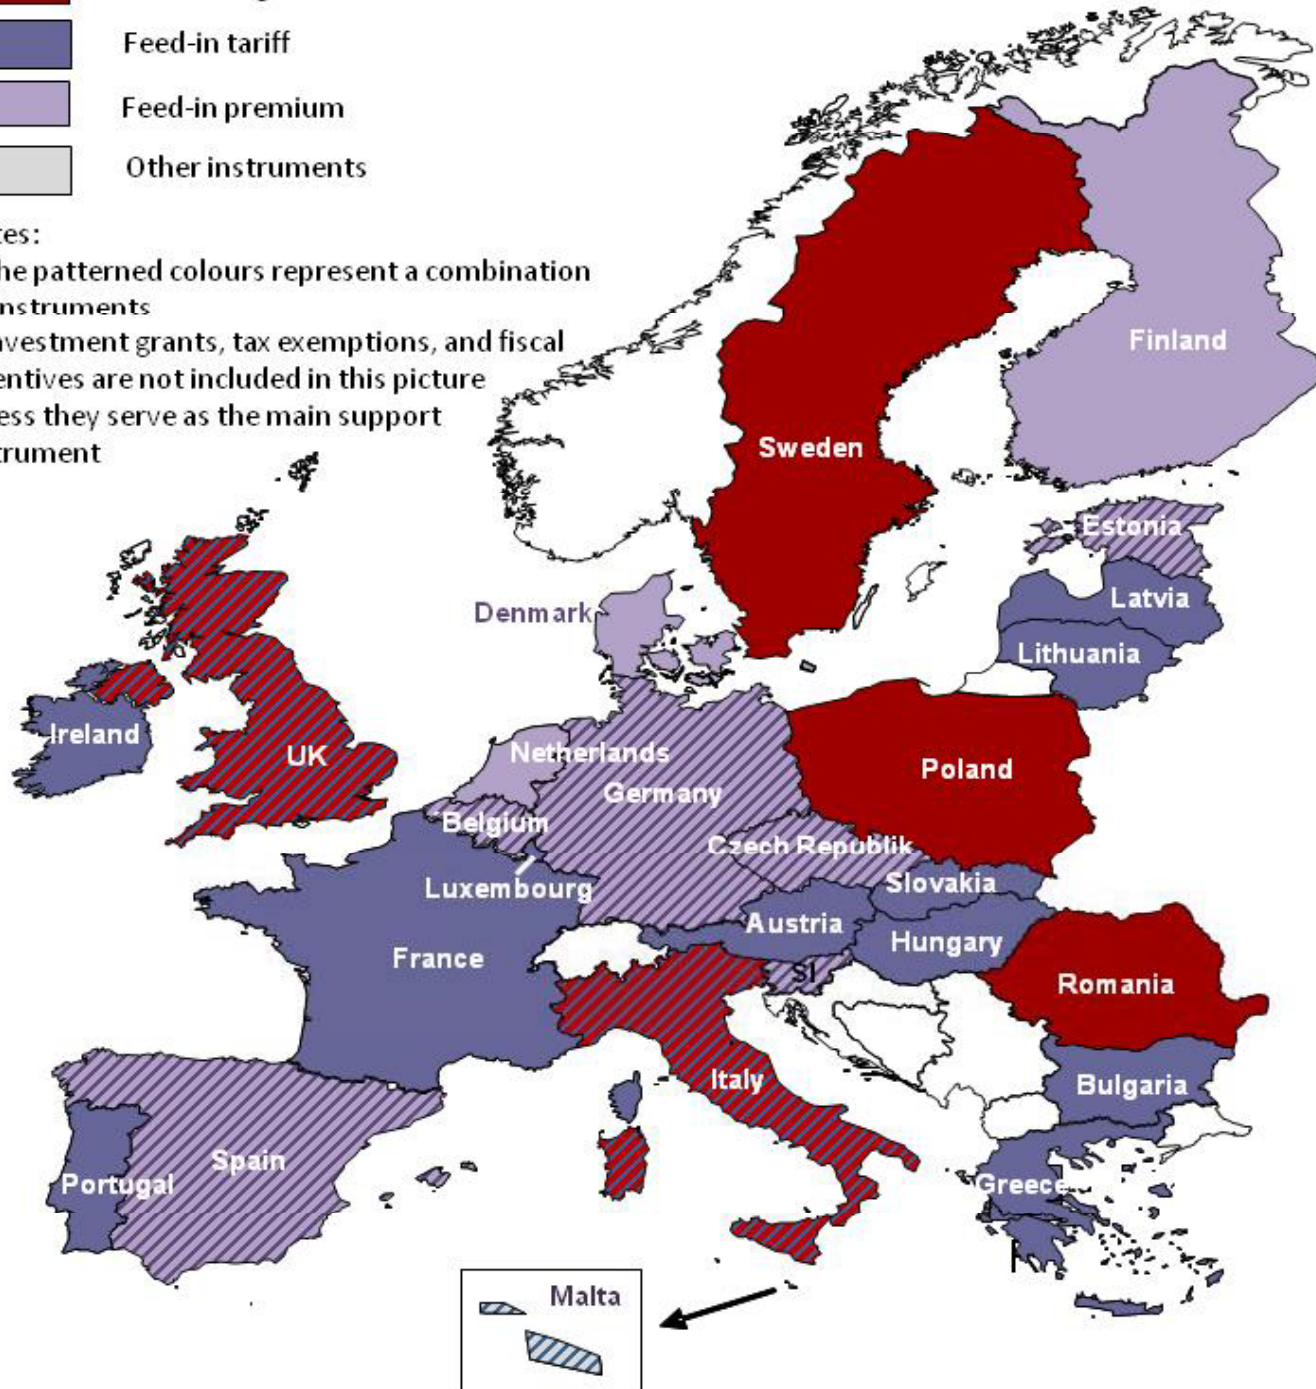 Feed-in tariff
Feed-in premium
Other instruments
tes:
he patterned colours represent a combination
nstruments
nvestment grants, tax exemptions, and fiscal
entives are not included in this picture
ess they serve as the main support
trument
Finland
Sweden
Estonia
Latvia
Denmark
Lithuania
Ireland
UK
Netherlands
Poland
Germany
Belgium
Czech Republik
Slovakia
Luxembourg
Austria
Hungary
France
SI
Romania
Italy
Bulgaria
Spain
Portugal
Greece
Malta